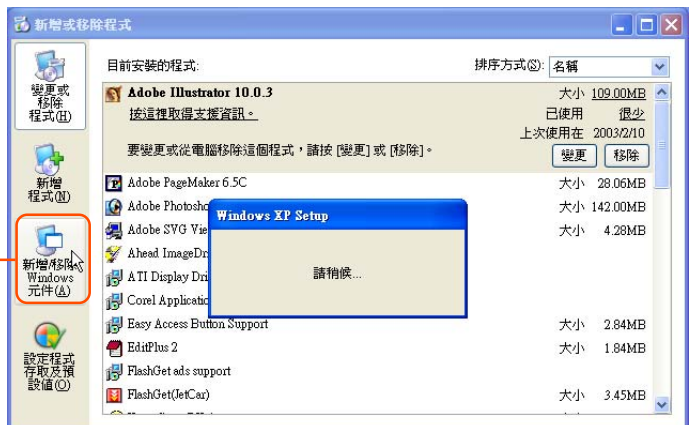 新增或移除程式
變更或
移除
程式(H)
新增
程式(N)
新增/移除
Windows
元件(A)
設定程式
存取及預
設值(O)
目前安裝的程式:
排序方式(S): 名稱
Adobe Illustrator 10.0.3
大小 109.00MB
按這裡取得支援資訊。
已使用 很少
上次使用在 2003/2/10
要變更或從電腦移除這個程式，請按 [變更] 或 [移除]。
變更 移除
Adobe PageMaker 6.5C 大小 28.06MB
Adobe Photosho 大小 142.00MB
Adobe SVG Vie 大小 4.28MB
Ahead ImageDr
ATI Display Dri
Corel Applicatio
Windows XP Setup
請稍候...
Easy Access Button Support 大小 2.84MB
EditPlus 2 大小 1.84MB
FlashGet ads support
FlashGet(JetCar) 大小 3.45MB